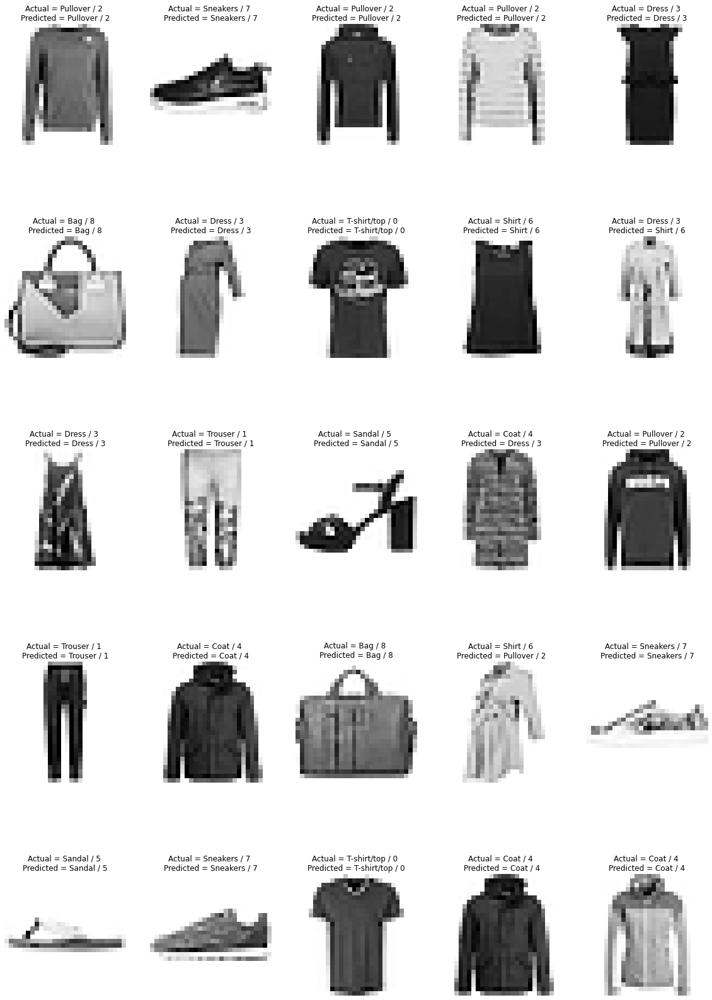 Actual = Pullover / 2
Predicted = Pullover / 2
Actual = Sneakers / 7
Predicted = Sneakers / 7
Actual = Pullover / 2
Predicted = Pullover / 2
Actual = Pullover / 2
Predicted = Pullover / 2
Actual = Dress / 3
Predicted = Dress / 3
Actual = Bag / 8
Predicted = Bag / 8
Actual = Dress / 3
Predicted = Dress / 3
Actual = T-shirt/top / 0
Predicted = T-shirt/top / 0
Actual = Shirt / 6
Predicted = Shirt / 6
Actual = Dress / 3
Predicted = Shirt / 6
Actual = Dress / 3
Predicted = Dress / 3
Actual = Trouser / 1
Predicted = Trouser / 1
Actual = Sandal / 5
Predicted = Sandal / 5
Actual = Coat / 4
Predicted = Dress / 3
Actual = Pullover / 2
Predicted = Pullover / 2
Actual = Trouser / 1
Predicted = Trouser / 1
Actual = Coat / 4
Predicted = Coat / 4
Actual = Bag / 8
Predicted = Bag / 8
Actual = Shirt / 6
Predicted = Pullover / 2
Actual = Sneakers / 7
Predicted = Sneakers / 7
Actual = Sandal / 5
Predicted = Sandal / 5
Actual = Sneakers / 7
Predicted = Sneakers / 7
Actual = T-shirt/top / 0
Predicted = T-shirt/top / 0
Actual = Coat / 4
Predicted = Coat / 4
Actual = Coat / 4
Predicted = Coat / 4